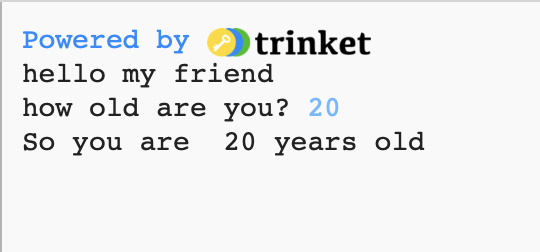 Powered by trinket
hello my friend
how old are you? 20
So you are  20 years old